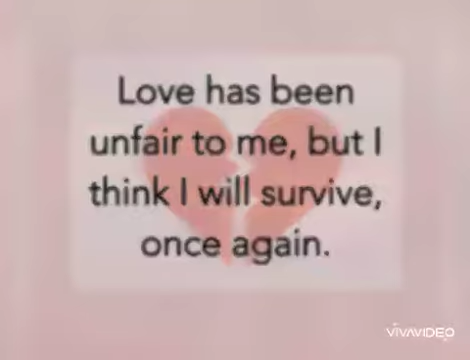 Love has been
unfair to me, but I
think I will survive,
once again.
VIVAVIDEO